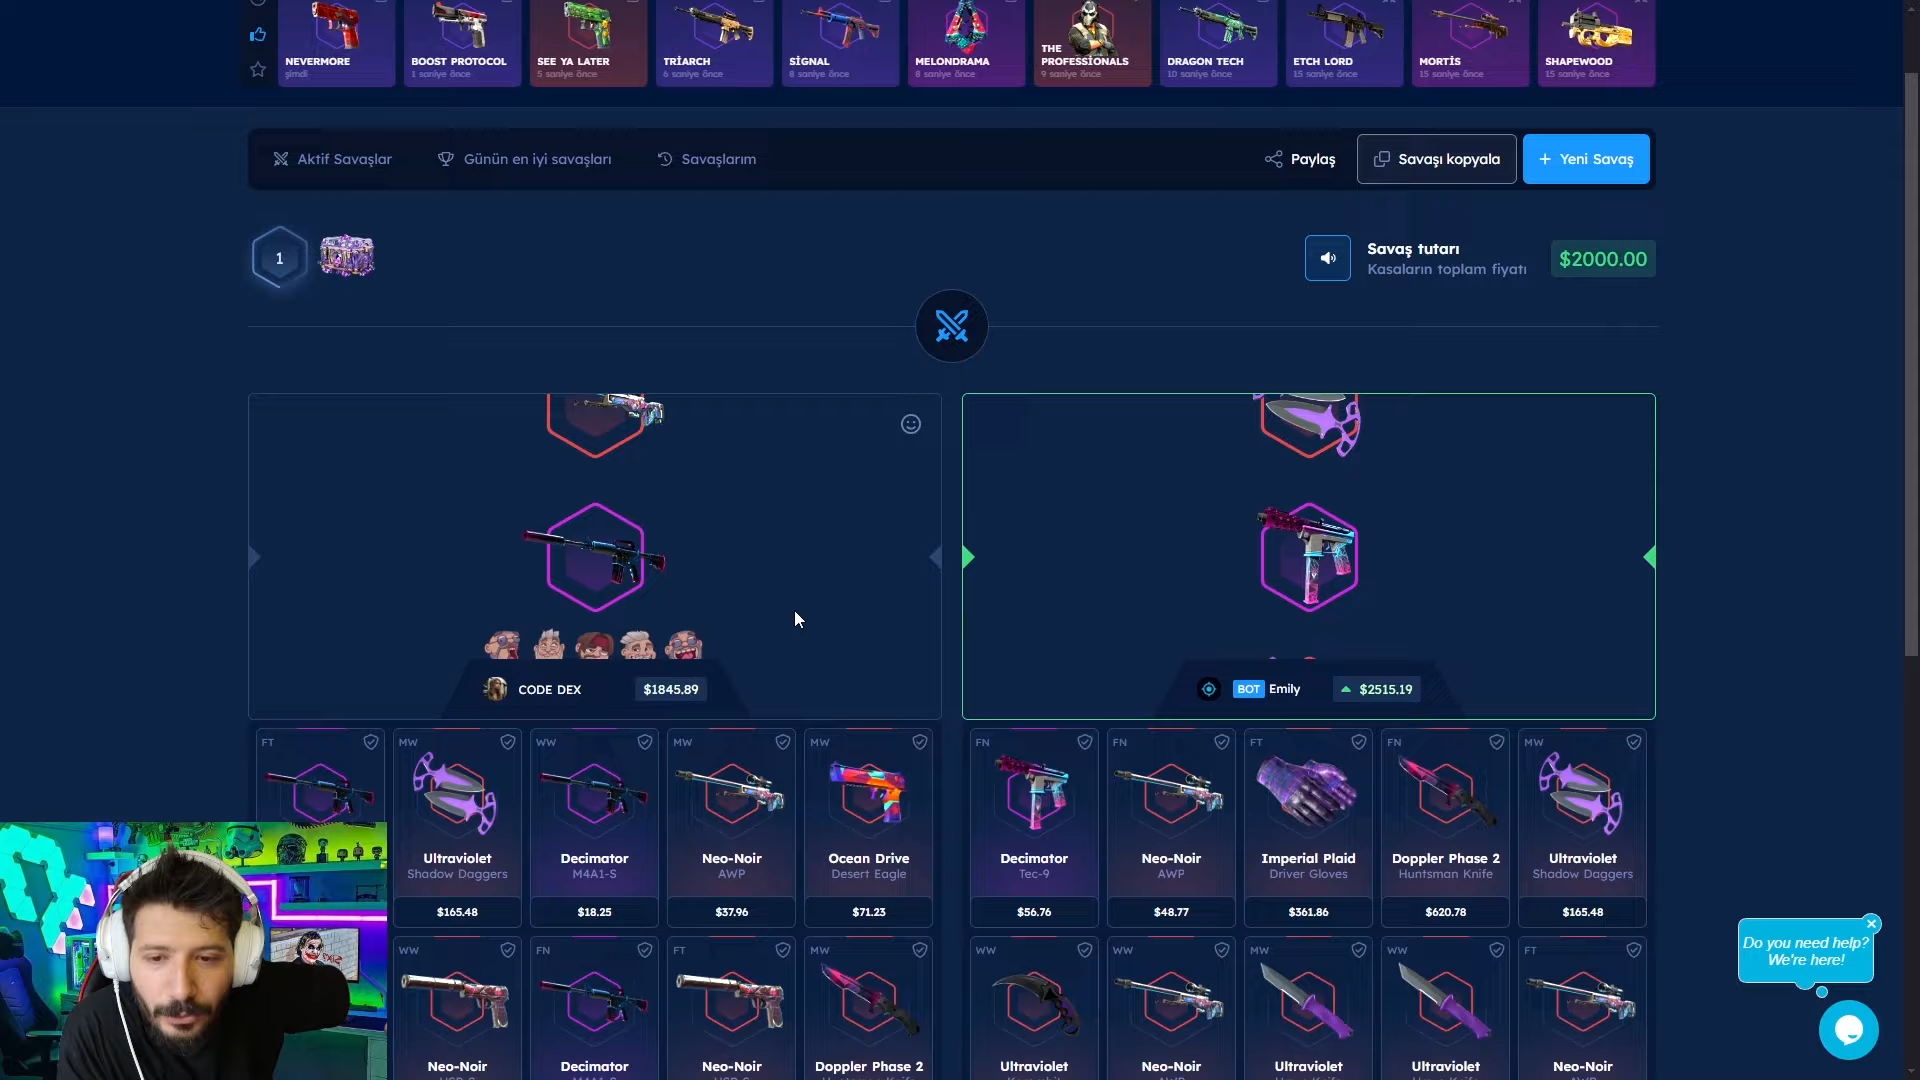 NEVERMORE
şimdi
BOOST PROTOCOL
1 saniye önce
SEE YA LATER
5 saniye önce
TRİARCH
6 saniye önce
SİGNAL
8 saniye önce
MELONDRAMA
8 saniye önce
THE
PROFESSİONALS
9 saniye önce
DRAGON TECH
10 saniye önce
ETCH LORD
15 saniye önce
MORTİS
15 saniye önce
SHAPEWOOD
15 saniye önce
Aktif Savaşlar
Günün en iyi savaşları
Savaşlarım
Paylaş
Savaşı kopyala
+ Yeni Savaş
1
Savaş tutarı
Kasaların toplam fiyatı
$2000.00
CODE DEX
$1845.89
BOT Emily
$2515.19
FT
MW
WW
MW
MW
FN
FN
FT
FN
MW
Ultraviolet
Shadow Daggers
$165.48
Decimator
M4A1-S
$18.25
Neo-Noir
AWP
$37.96
Ocean Drive
Desert Eagle
$71.23
Decimator
Tec-9
$56.76
Neo-Noir
AWP
$48.77
Imperial Plaid
Driver Gloves
$361.86
Doppler Phase 2
Huntsman Knife
$620.78
Ultraviolet
Shadow Daggers
$165.48
WW
FN
FT
MW
WW
WW
MW
WW
FT
Neo-Noir
Decimator
Neo-Noir
Doppler Phase 2
Ultraviolet
Neo-Noir
Ultraviolet
Ultraviolet
Neo-Noir
Do you need help?
We're here!